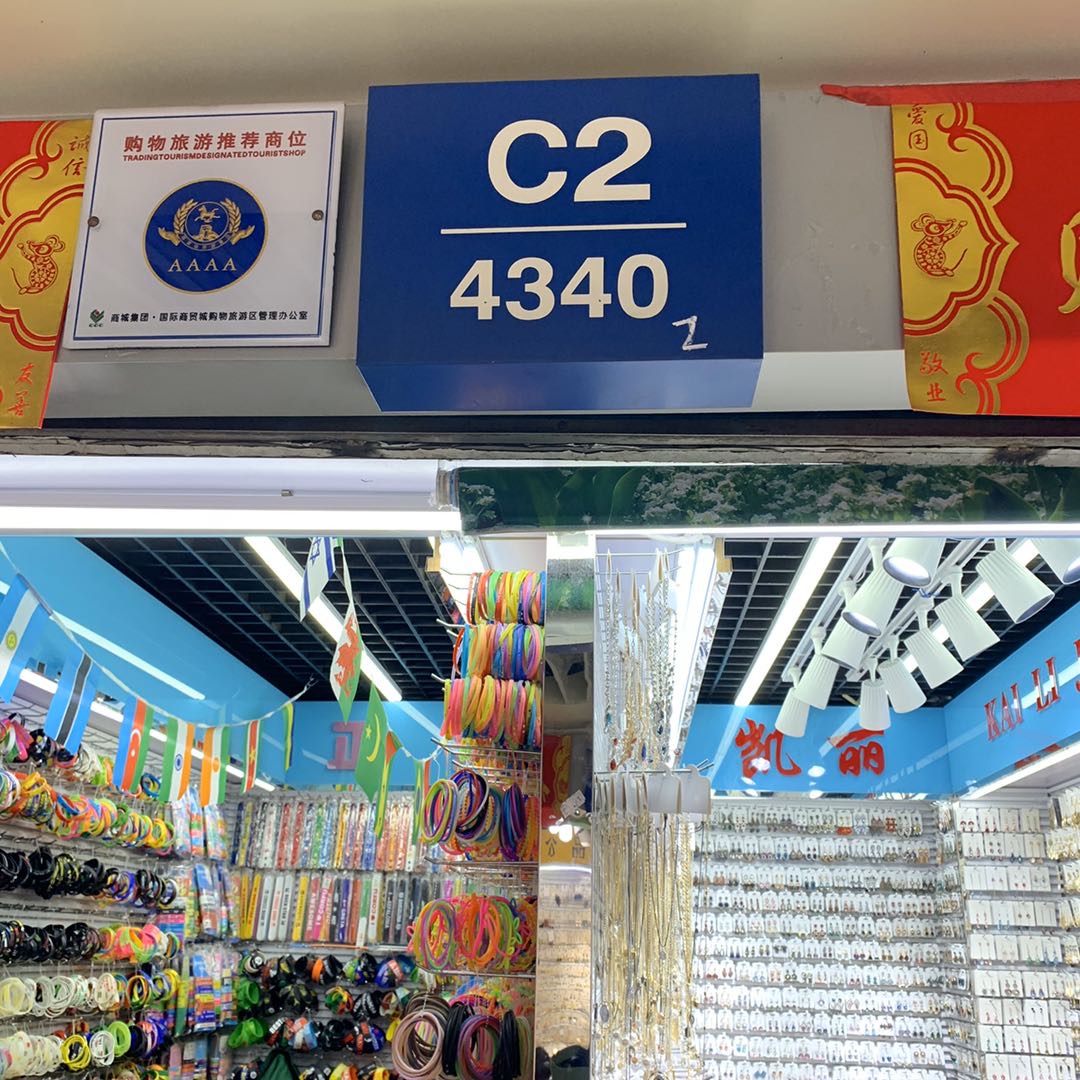 诚信
友善
购物旅游推荐商位
TRADINGTOURISMDESIGNATEDTOURISTSHOP
AAAA
CCC
商城集团·国际商贸城购物旅游区管理办公室
C2
4340
Z
爱国
敬业
凯丽
KAI LI